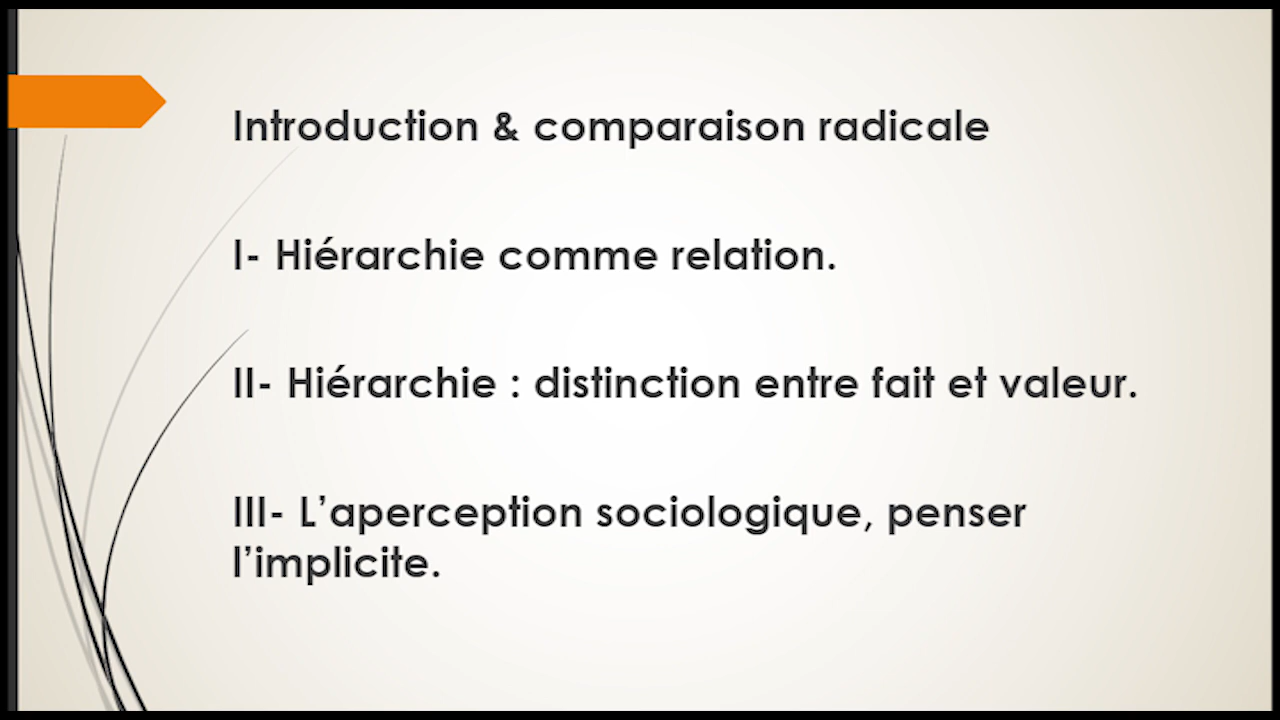 Introduction & comparaison radicale
I- Hiérarchie comme relation.
II- Hiérarchie : distinction entre fait et valeur.
III- L’aperception sociologique, penser
l’implicite.